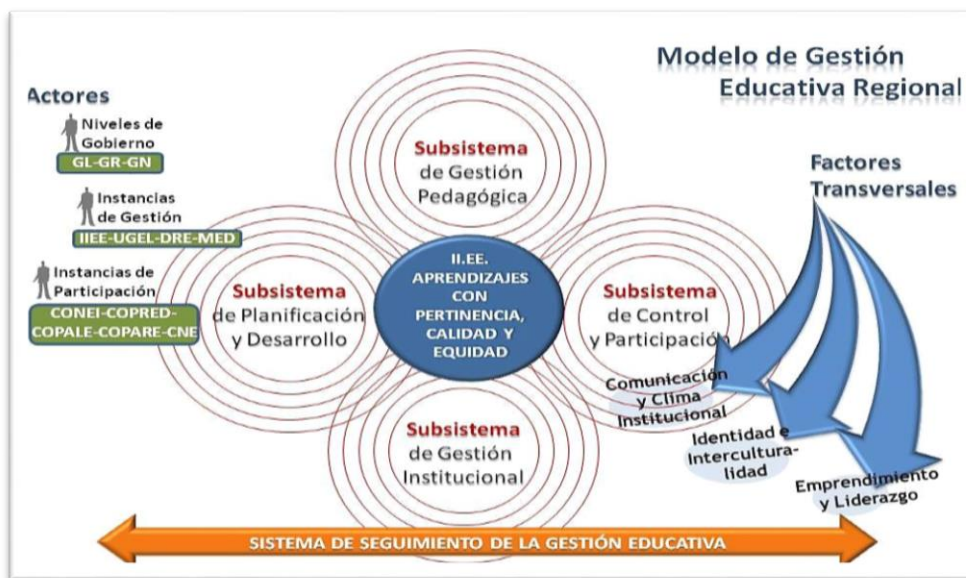 Modelo de Gestión
Educativa Regional
Actores
Niveles de
Gobierno
GL-GR-GN
Instancias
de Gestión
IIEE-UGEL-DRE-MED
Instancias de
Participación
CONEI-COPRED-
COPALE-COPARE-CNE
Subsistema
de Gestión
Pedagógica
Subsistema
de Planificación
y Desarrollo
II.EE.
APRENDIZAJES
CON
PERTINENCIA,
CALIDAD Y
EQUIDAD
Subsistema
de Control
y Participación
Subsistema
de Gestión
Institucional
Factores
Transversales
Comunicación
y Clima
Institucional
Identidad e
Intercultura-
lidad
Emprendimiento
y Liderazgo
SISTEMA DE SEGUIMIENTO DE LA GESTIÓN EDUCATIVA